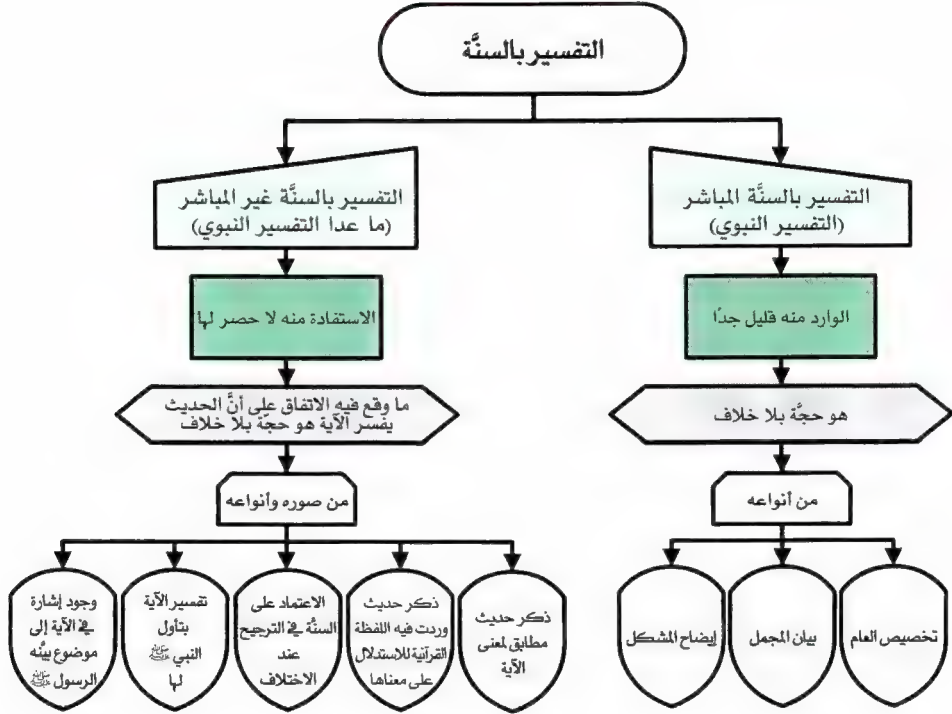 التفسير بالسنَّة
التفسير بالسنَّة المباشر
(التفسير النبوي)
الوارد منه قليل جدًا
هو حجَّة بلا خلاف
من أنواعه
تخصيص العام
بيان المجمل
إيضاح المشكل
التفسير بالسنَّة غير المباشر
(ما عدا التفسير النبوي)
الاستفادة منه لا حصر لها
ما وقع فيه الاتفاق على أنَّ الحديث
يفسر الآية هو حجَّة بلا خلاف
من صوره وأنواعه
ذكر حديث
مطابق لمعنى
الآية
ذكر حديث
وردت فيه اللفظة
القرآنية للاستدلال
على معناها
الاعتماد على
السنَّة في الترجيح
عند
الاختلاف
تفسير الآية
بتأول
النبي ﷺ
لها
وجود إشارة
في الآية إلى
موضوع بيَّنه
الرسول ﷺ